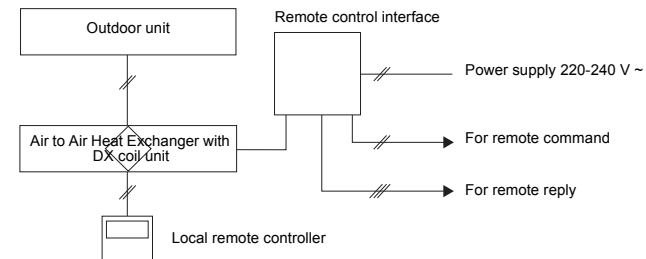 Remote control interface
Outdoor unit
Power supply 220-240 V ~
Air to Air Heat Exchanger with
DX coil unit
For remote command
For remote reply
Local remote controller